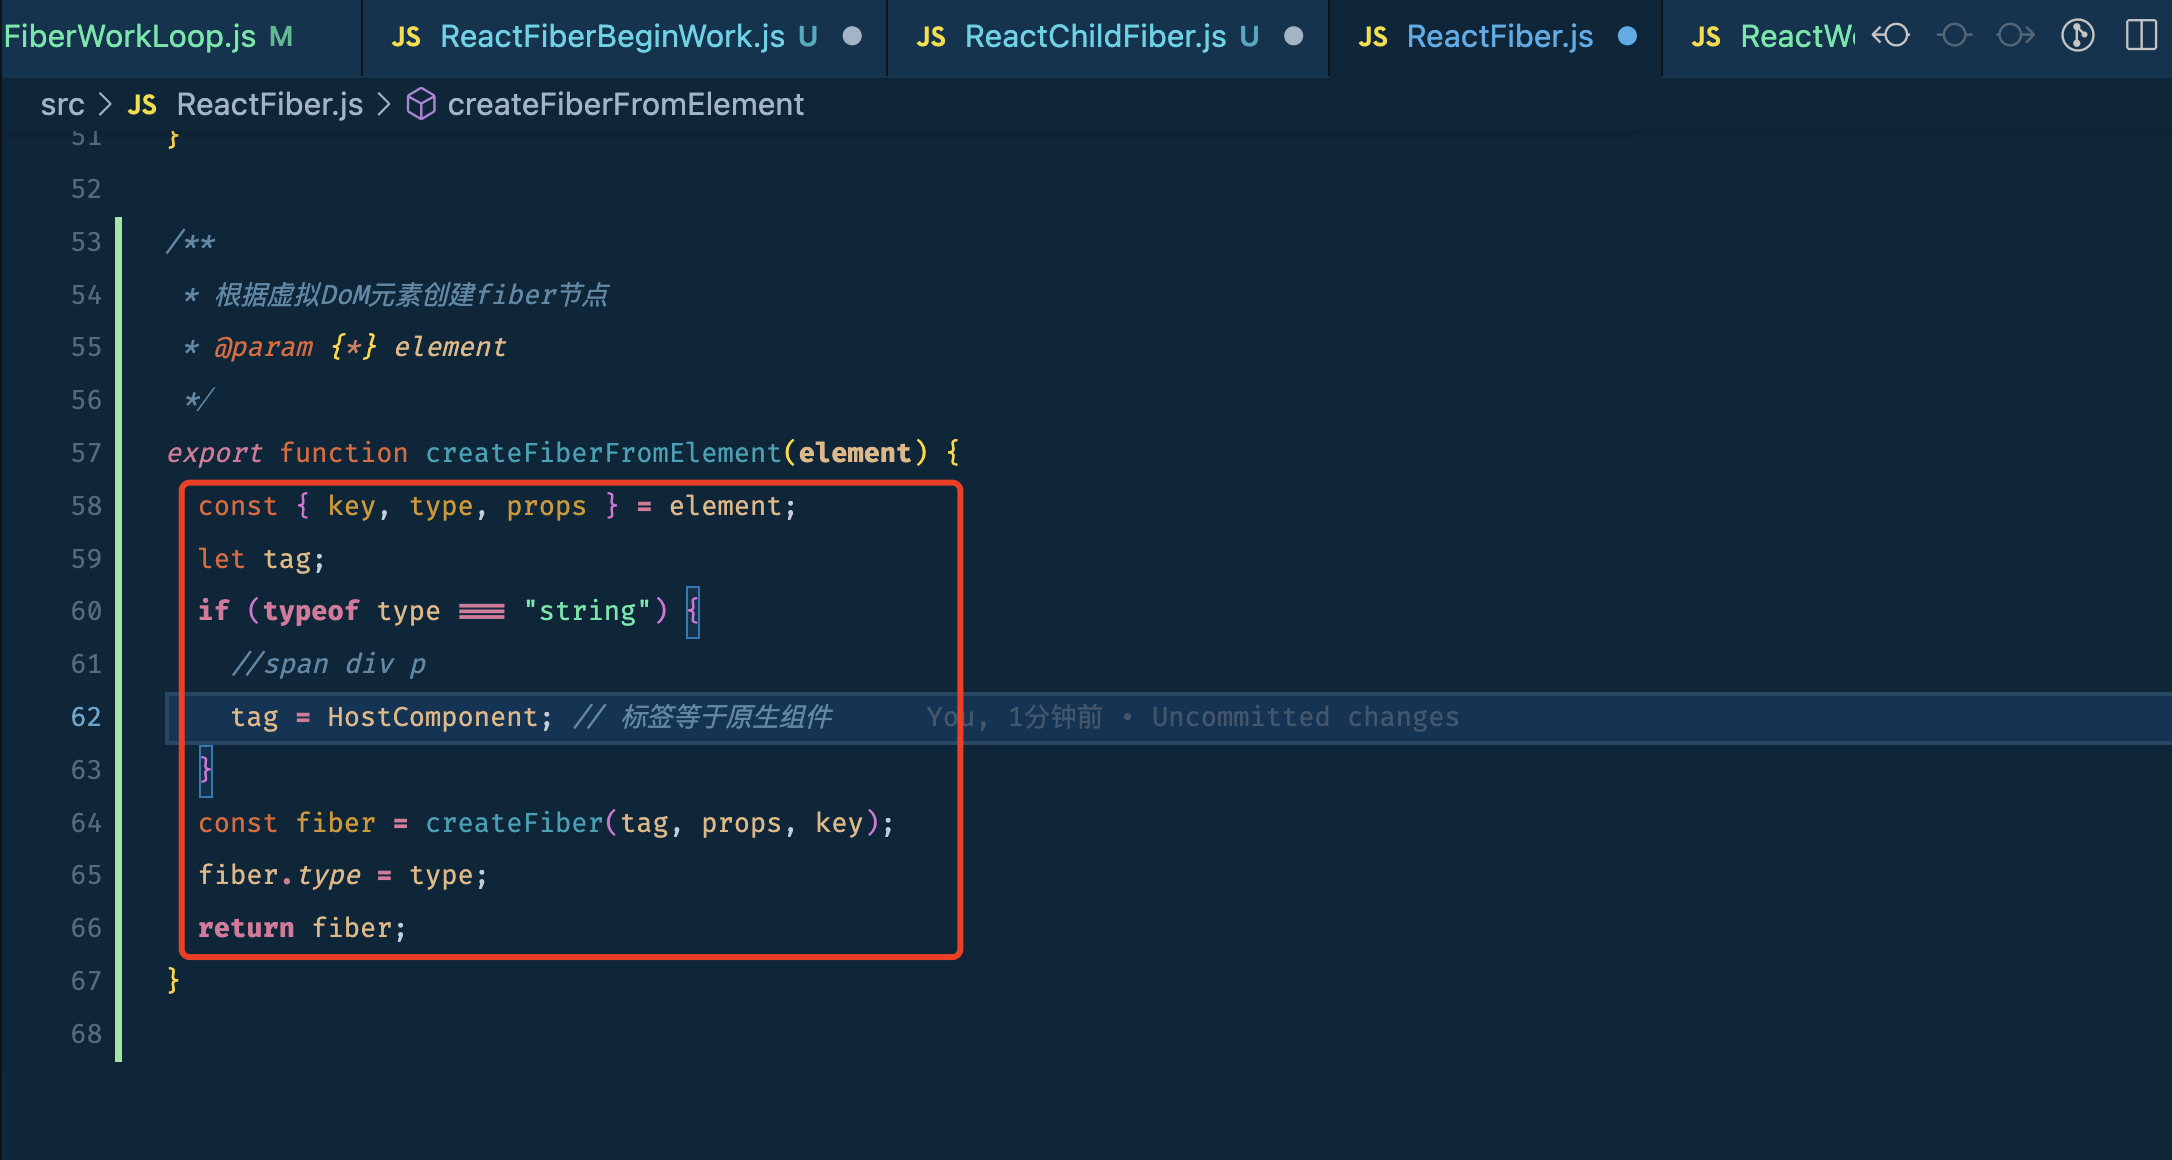 FiberWorkLoop.js M JS ReactFiberBeginWork.js U JS ReactChildFiber.js U JS ReactFiber.js JS ReactW
src > JS ReactFiber.js > createFiberFromElement
51 }
52
53 /**
54  * 根据虚拟DoM元素创建fiber节点
55  * @param {*} element
56  */
57 export function createFiberFromElement(element) {
58   const { key, type, props } = element;
59   let tag;
60   if (typeof type === "string") {
61     //span div p
62     tag = HostComponent; // 标签等于原生组件 You, 1分钟前 • Uncommitted changes
63   }
64   const fiber = createFiber(tag, props, key);
65   fiber.type = type;
66   return fiber;
67 }
68